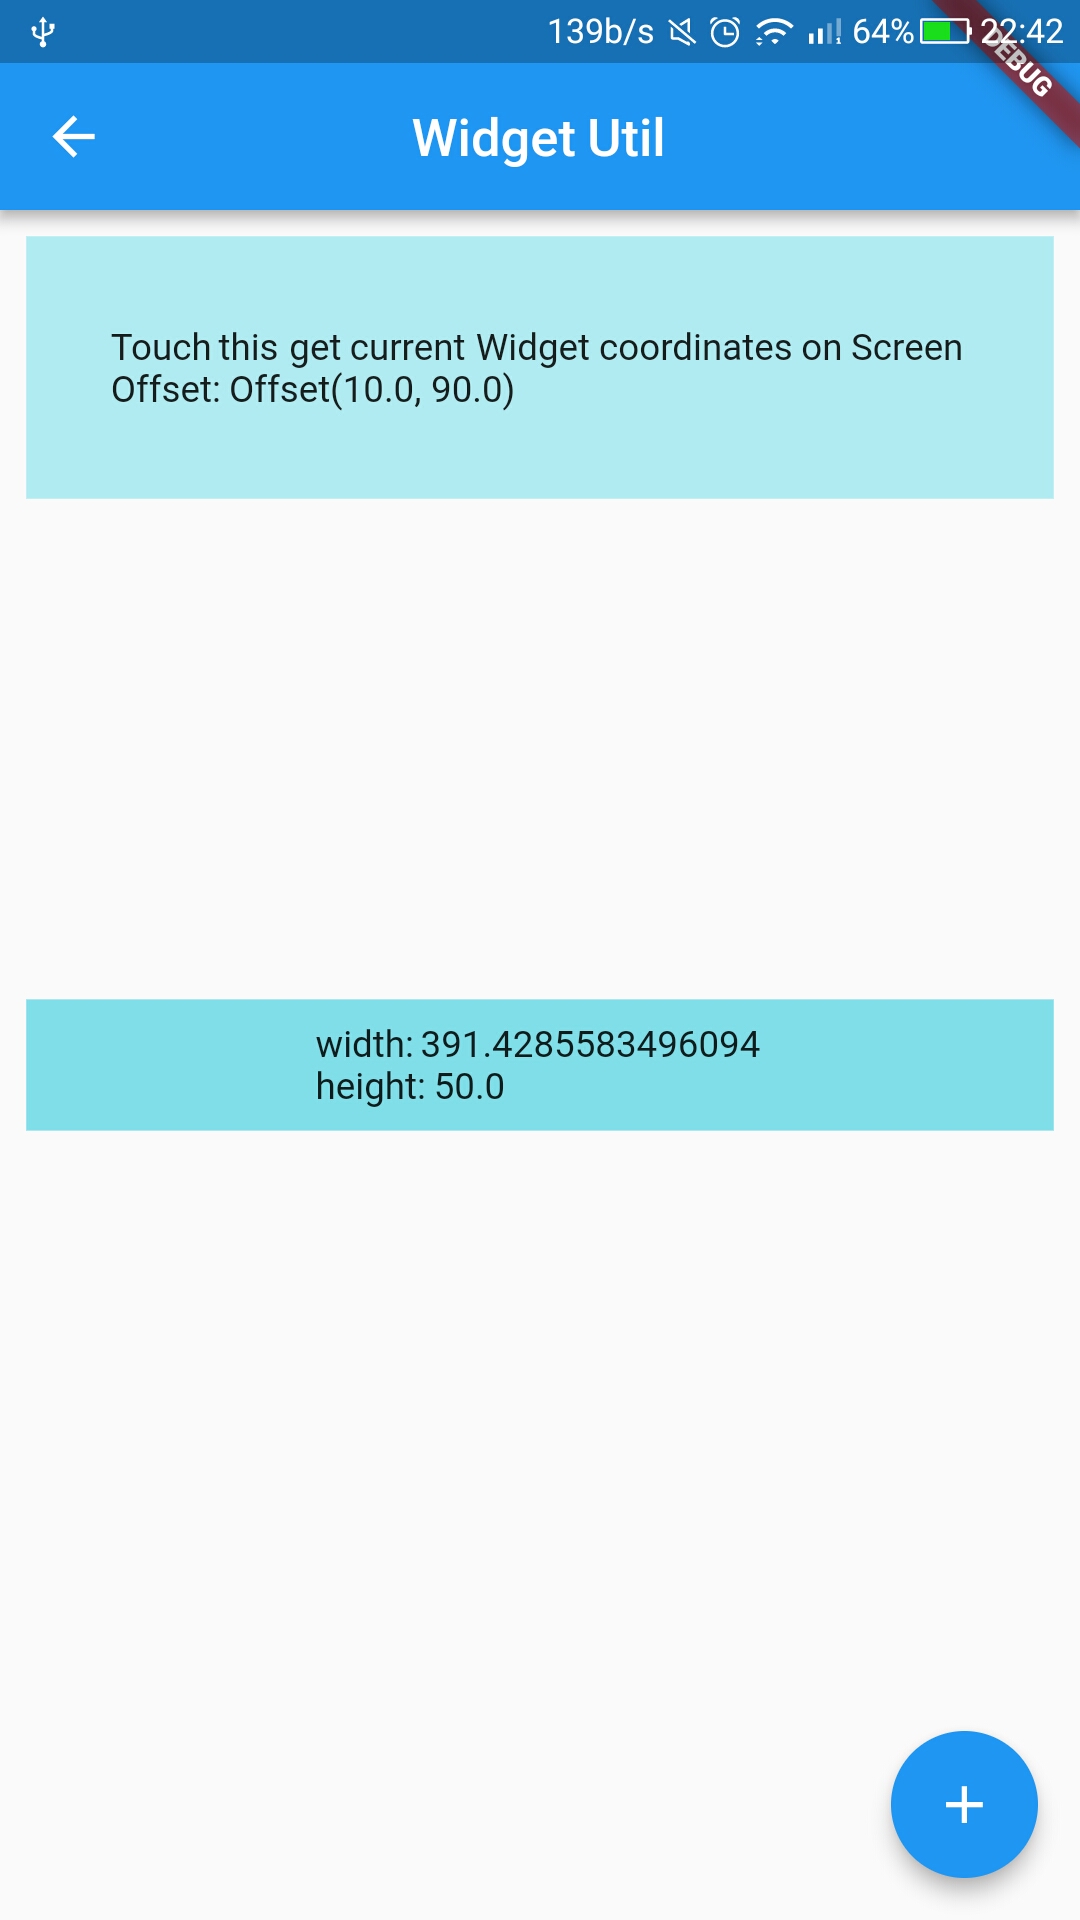 139b/s 64% 22:42
DEBUG
Widget Util
Touch this get current Widget coordinates on Screen
Offset: Offset(10.0, 90.0)
width: 391.4285583496094
height: 50.0